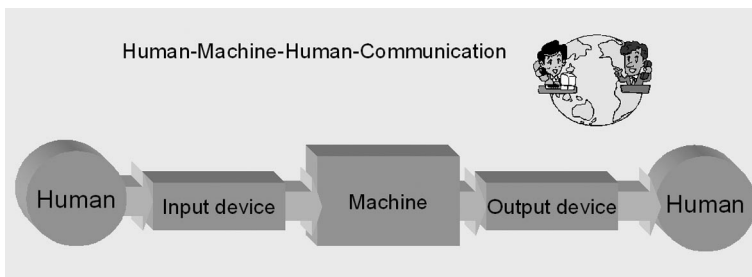 Human-Machine-Human-Communication
Human
Input device
Machine
Output device
Human